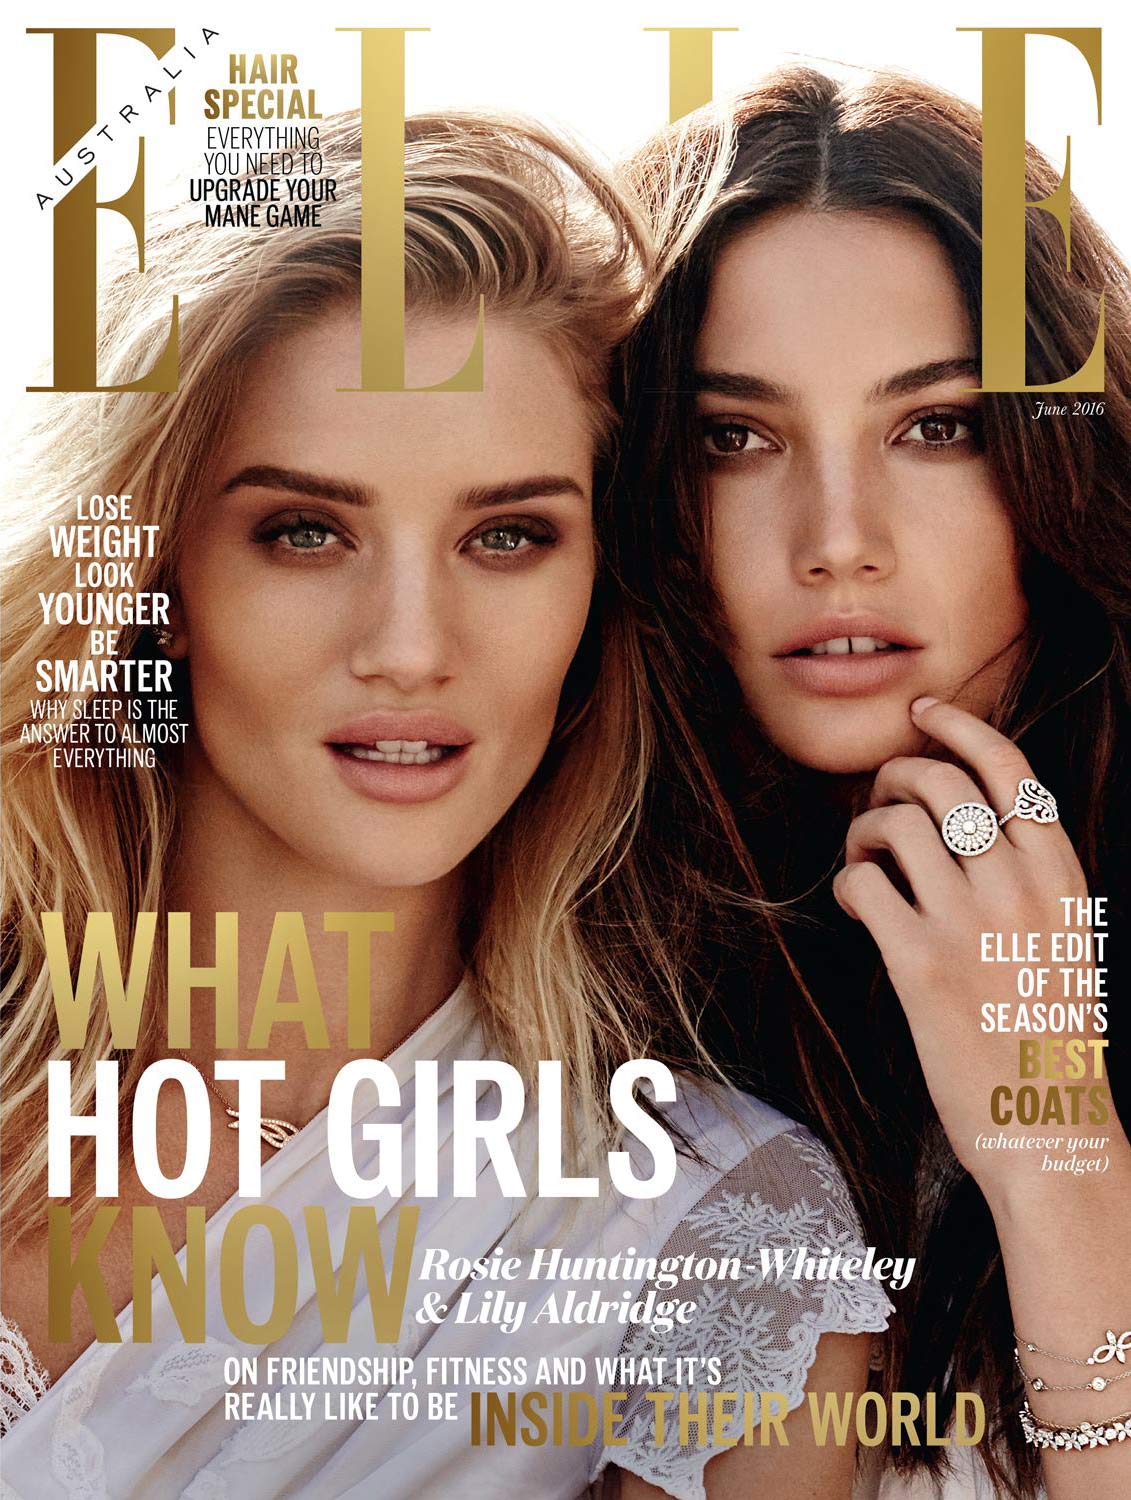 ELLE
AUSTRALIA
HAIR
SPECIAL
EVERYTHING
YOU NEED TO
UPGRADE YOUR
MANE GAME
June 2016
LOSE
WEIGHT
LOOK
YOUNGER
BE
SMARTER
WHY SLEEP IS THE
ANSWER TO ALMOST
EVERYTHING
THE
ELLE EDIT
OF THE
SEASON'S
BEST
COATS
(whatever your
budget)
WHAT
HOT GIRLS
KNOW
Rosie Huntington-Whiteley
& Lily Aldridge
ON FRIENDSHIP, FITNESS AND WHAT IT'S
REALLY LIKE TO BE INSIDE THEIR WORLD